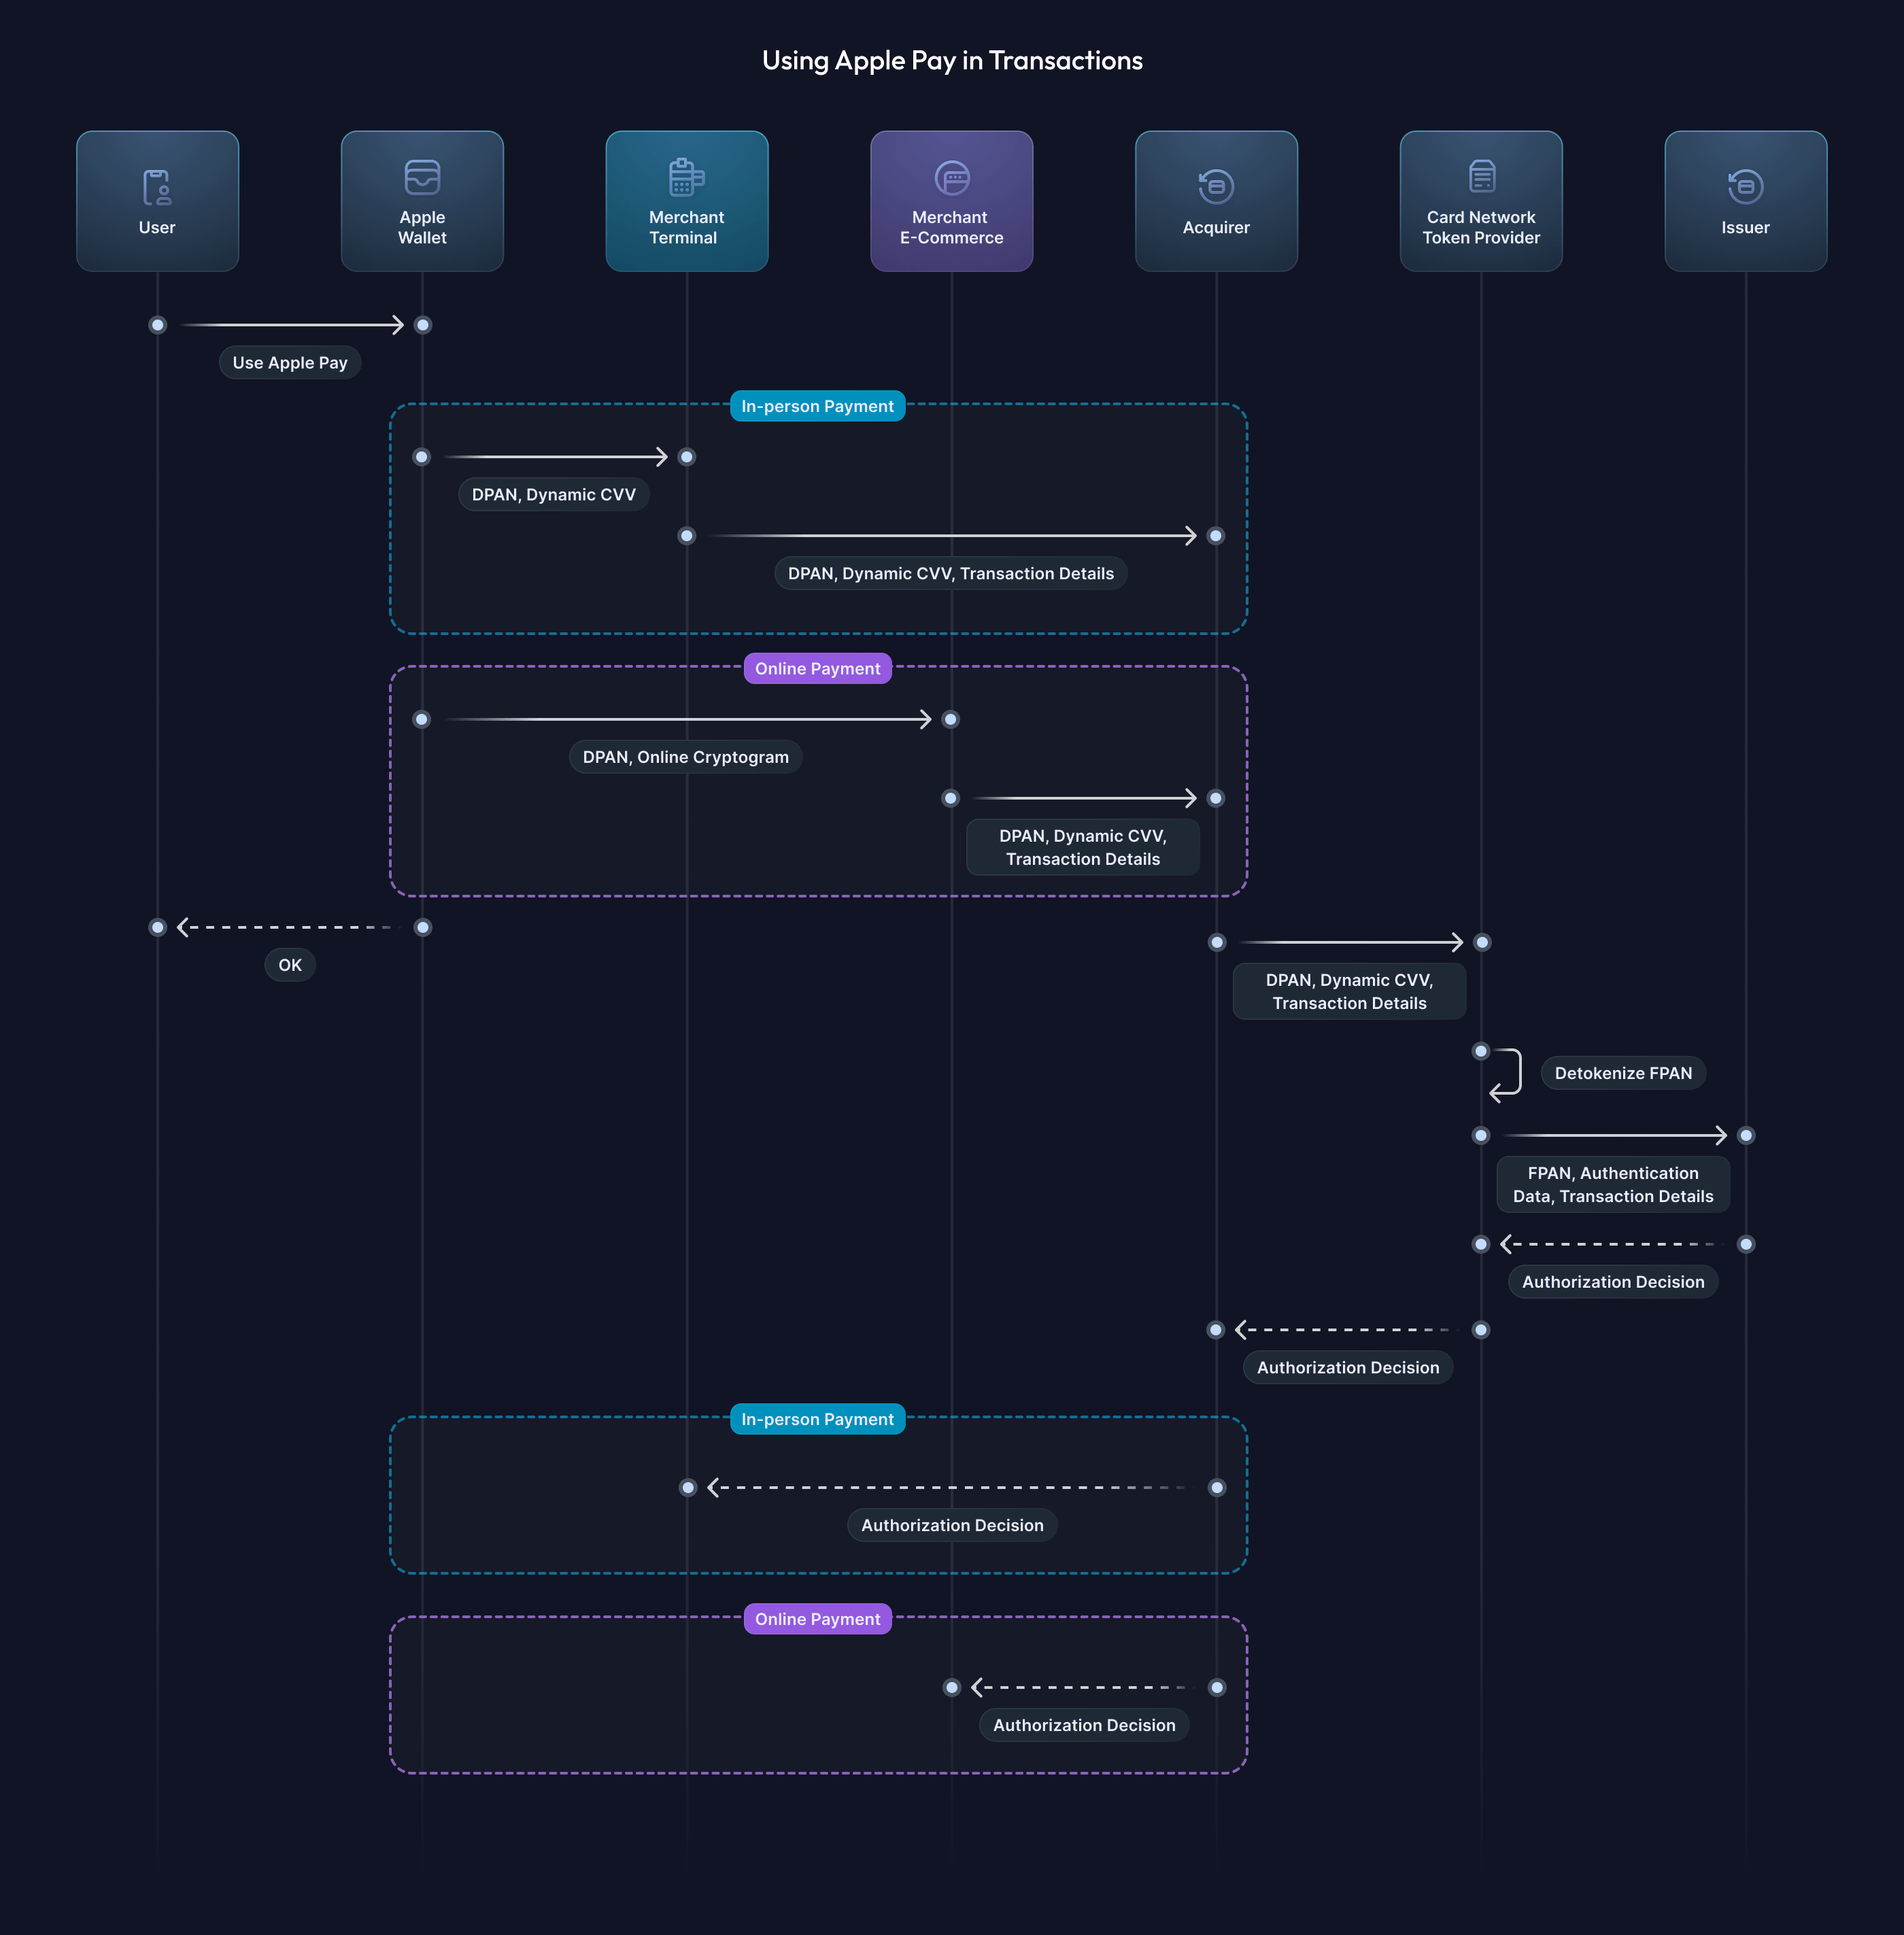 Using Apple Pay in Transactions
User
Apple
Wallet
Merchant
Terminal
Merchant
E-Commerce
Acquirer
Card Network
Token Provider
Issuer
Use Apple Pay
In-person Payment
DPAN, Dynamic CVV
DPAN, Dynamic CVV, Transaction Details
Online Payment
DPAN, Online Cryptogram
DPAN, Dynamic CVV,
Transaction Details
OK
DPAN, Dynamic CVV,
Transaction Details
Detokenize FPAN
FPAN, Authentication
Data, Transaction Details
Authorization Decision
Authorization Decision
In-person Payment
Authorization Decision
Online Payment
Authorization Decision